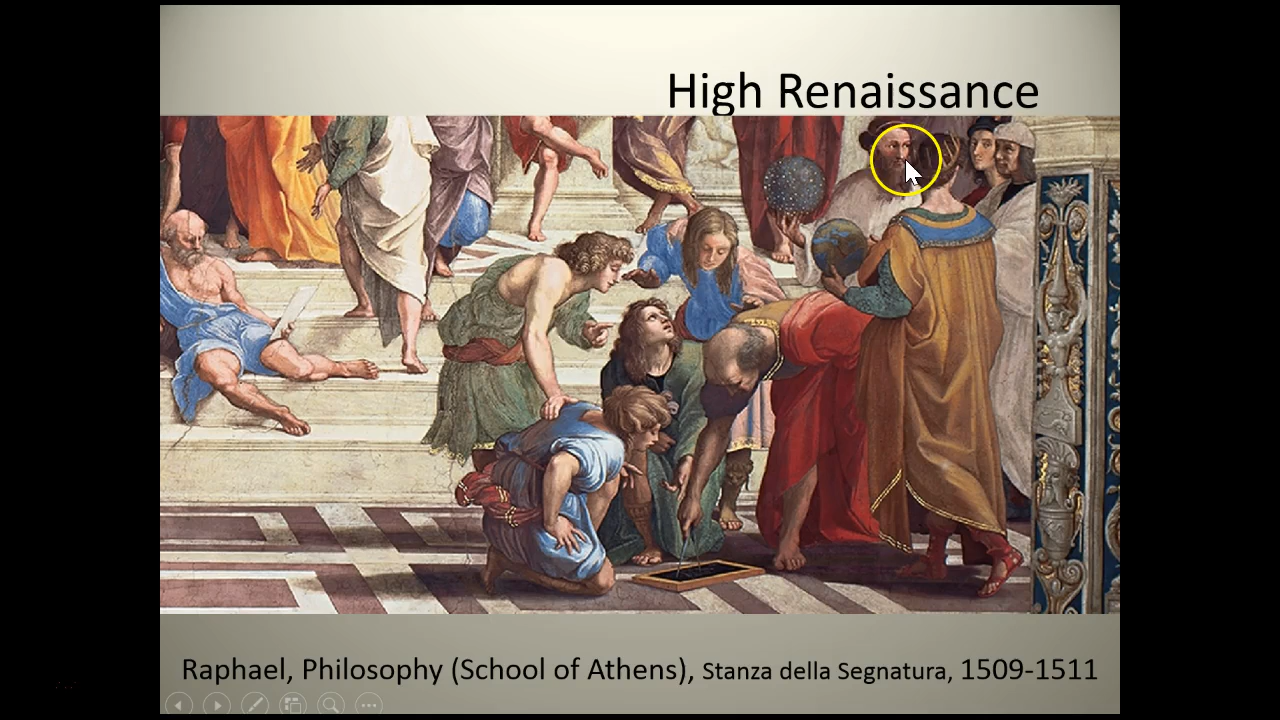 High Renaissance
Raphael, Philosophy (School of Athens), Stanza della Segnatura, 1509-1511